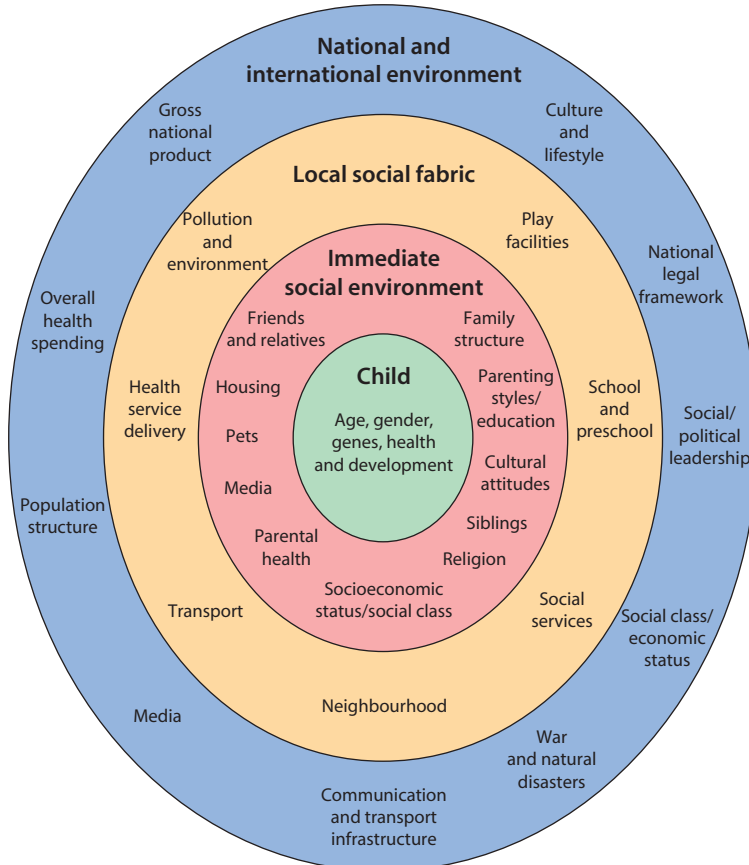 National and
international environment
Gross
national
product
Culture and
lifestyle
Local social fabric
Pollution
and
environment
Play
facilities
National
legal
framework
Immediate
social environment
Overall
health
spending
Friends
and relatives
Family
structure
Child
Age, gender,
genes, health
and development
Health
service
delivery
Housing
Parenting
styles/
education
School
and
preschool
Social/
political
leadership
Pets
Cultural
attitudes
Media
Siblings
Population
structure
Parental
health
Religion
Socioeconomic
status/social class
Transport
Social
services
Social class/
economic
status
Media
Neighbourhood
War
and natural
disasters
Communication
and transport
infrastructure